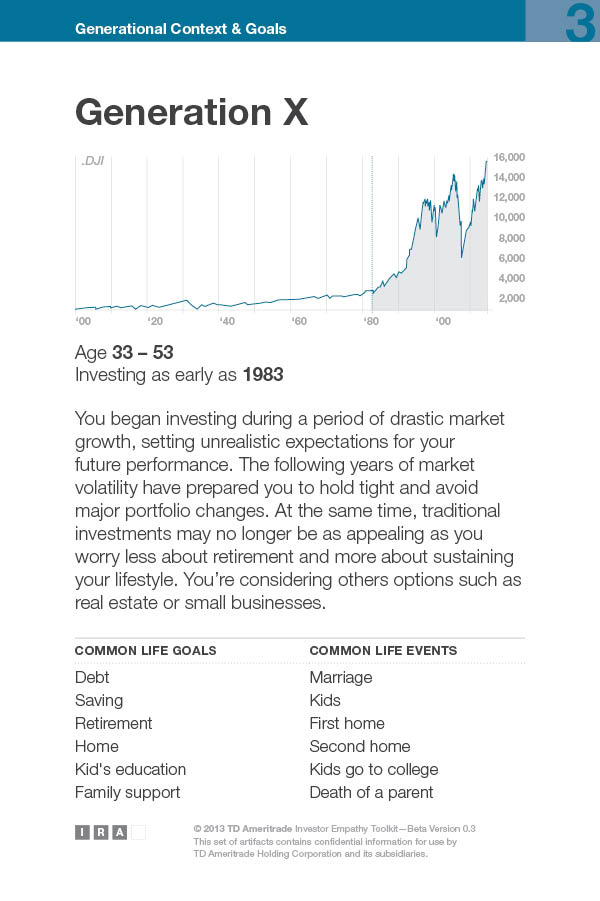 Generational Context & Goals
3
Generation X
.DJI
16,000
14,000
12,000
10,000
8,000
6,000
4,000
2,000
‘00 ‘20 ‘40 ‘60 ‘80 ‘00
Age 33 – 53
Investing as early as 1983
You began investing during a period of drastic market
growth, setting unrealistic expectations for your
future performance. The following years of market
volatility have prepared you to hold tight and avoid
major portfolio changes. At the same time, traditional
investments may no longer be as appealing as you
worry less about retirement and more about sustaining
your lifestyle. You’re considering others options such as
real estate or small businesses.
COMMON LIFE GOALS COMMON LIFE EVENTS
Debt Marriage
Saving Kids
Retirement First home
Home Second home
Kid's education Kids go to college
Family support Death of a parent
I R A
© 2013 TD Ameritrade Investor Empathy Toolkit—Beta Version 0.3
This set of artifacts contains confidential information for use by
TD Ameritrade Holding Corporation and its subsaidiaries.